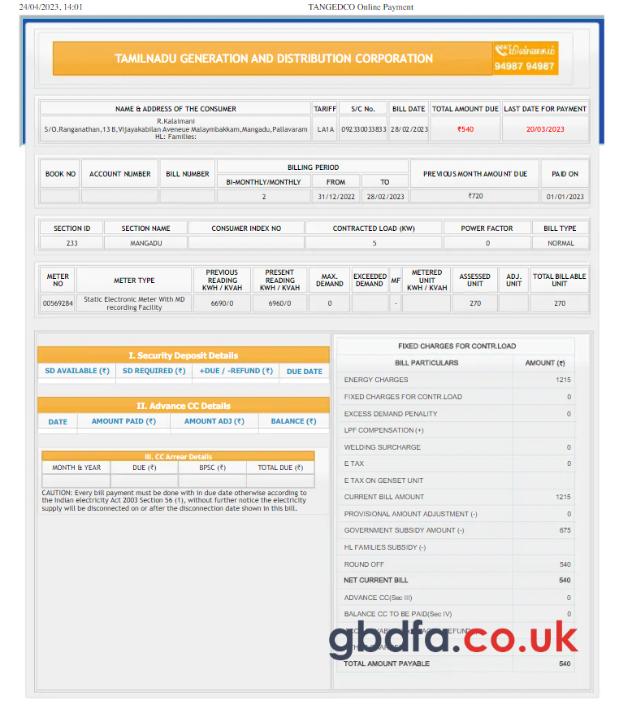 24/04/2023, 14:01 TANGEDCO Online Payment
TAMILNADU GENERATION AND DISTRIBUTION CORPORATION
மின்னகம்
94987 94987
NAME & ADDRESS OF THE CONSUMER TARIFF S/C No. BILL DATE TOTAL AMOUNT DUE LAST DATE FOR PAYMENT
R.Kalaimani
S/O.Ranganathan,13 B,Vijayakabilan Aveneue Malaymbakkam,Mangadu,Pallavaram LA1A 092330033833 28/02/2023 ₹540 20/03/2023
HL: Families:
BOOK NO ACCOUNT NUMBER BILL NUMBER BILLING PERIOD PREVIOUS MONTH AMOUNT DUE PAID ON
BI-MONTHLY/MONTHLY FROM TO
2 31/12/2022 28/02/2023 ₹720 01/01/2023
SECTION ID SECTION NAME CONSUMER INDEX NO CONTRACTED LOAD (KW) POWER FACTOR BILL TYPE
233 MANGADU 5 0 NORMAL
METER NO METER TYPE PREVIOUS READING KWH / KVAH PRESENT READING KWH / KVAH MAX. DEMAND EXCEEDED DEMAND MF METERED UNIT KWH / KVAH ASSESSED UNIT ADJ. UNIT TOTAL BILLABLE UNIT
00569284 Static Electronic Meter With MD recording Facility 6690/0 6960/0 0 - 270 270
I. Security Deposit Details
SD AVAILABLE (₹) SD REQUIRED (₹) +DUE / -REFUND (₹) DUE DATE
II. Advance CC Details
DATE AMOUNT PAID (₹) AMOUNT ADJ (₹) BALANCE (₹)
III. CC Arrear Details
MONTH & YEAR DUE (₹) BPSC (₹) TOTAL DUE (₹)
CAUTION: Every bill payment must be done with in due date otherwise according to
the Indian electricity Act 2003 Section 56 (1), without further notice the electricity
supply will be disconnected on or after the disconnection date shown in this bill.
FIXED CHARGES FOR CONTR.LOAD
BILL PARTICULARS AMOUNT (₹)
ENERGY CHARGES 1215
FIXED CHARGES FOR CONTR.LOAD 0
EXCESS DEMAND PENALITY 0
LPF COMPENSATION (+)
WELDING SURCHARGE 0
E TAX 0
E TAX ON GENSET UNIT
CURRENT BILL AMOUNT 1215
PROVISIONAL AMOUNT ADJUSTMENT (-) 0
GOVERNMENT SUBSIDY AMOUNT (-) 675
HL FAMILIES SUBSIDY (-)
ROUND OFF 540
NET CURRENT BILL 540
ADVANCE CC(Sec III) 0
BALANCE CC TO BE PAID(Sec IV) 0
gbdfa.co.uk
TOTAL AMOUNT PAYABLE 540